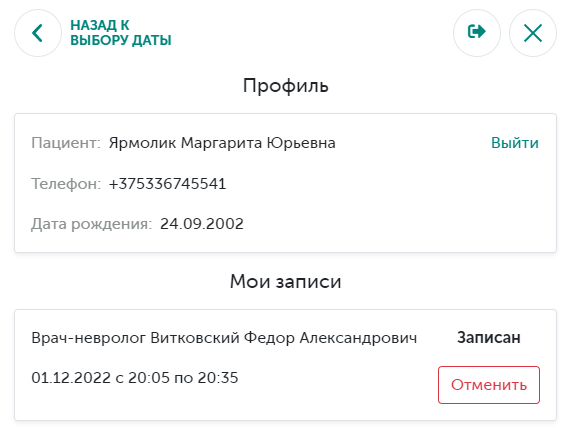 НАЗАД К
ВЫБОРУ ДАТЫ
Профиль
Пациент: Ярмолик Маргарита Юрьевна Выйти
Телефон: +375336745541
Дата рождения: 24.09.2002
Мои записи
Врач-невролог Витковский Федор Александрович Записан
01.12.2022 с 20:05 по 20:35 Отменить